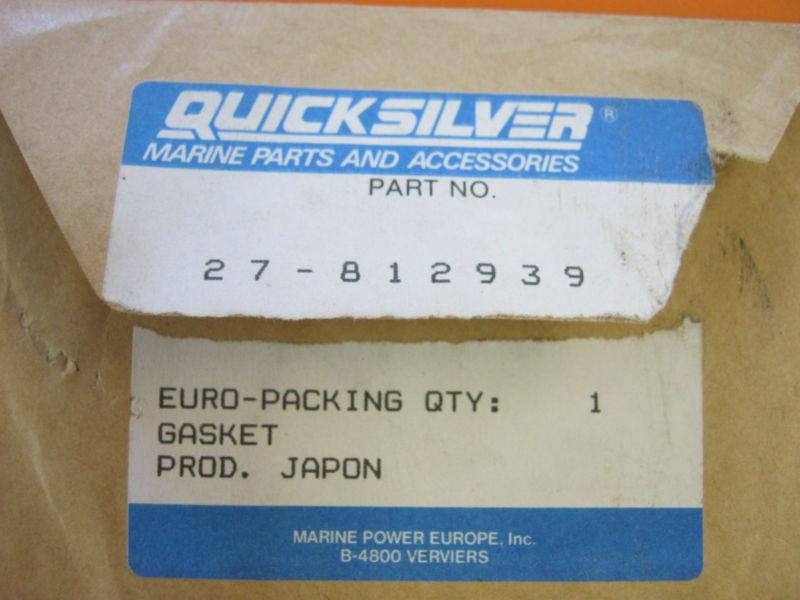 QUICKSILVER®
MARINE PARTS AND ACCESSORIES
PART NO.
27-812939
EURO-PACKING QTY: 1
GASKET
PROD. JAPON
MARINE POWER EUROPE, Inc.
B-4800 VERVIERS